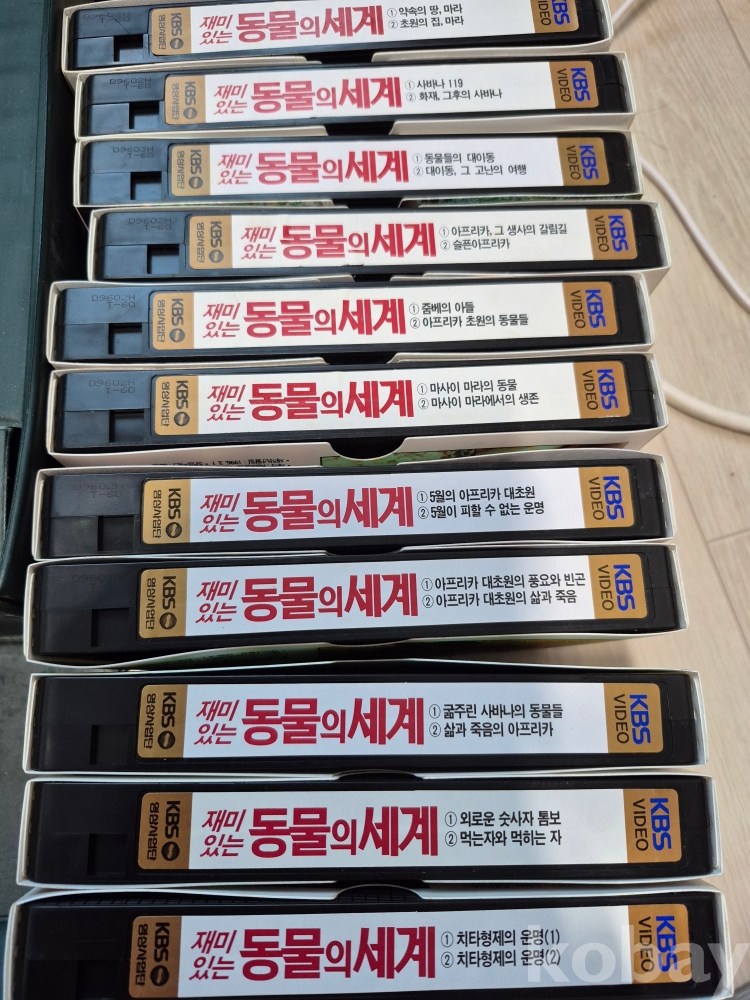 KBS 영상사업단 재미있는 동물의세계 ① 약속의 땅, 마라 KBS VIDEO
② 초원의 집, 마라
KBS 영상사업단 재미있는 동물의세계 ① 사바나 119 KBS VIDEO
② 화재, 그후의 사바나
KBS 영상사업단 재미있는 동물의세계 ① 동물들의 대이동 KBS VIDEO
② 대이동, 그 고난의 여행
KBS 영상사업단 재미있는 동물의세계 ① 아프리카, 그 생사의 갈림길 KBS VIDEO
② 슬픈아프리카
KBS 영상사업단 재미있는 동물의세계 ① 줌베의 아들 KBS VIDEO
② 아프리카 초원의 동물들
KBS 영상사업단 재미있는 동물의세계 ① 마사이 마라의 동물 KBS VIDEO
② 마사이 마라에서의 생존
KBS 영상사업단 재미있는 동물의세계 ① 5월의 아프리카 대초원 KBS VIDEO
② 5월이 피할 수 없는 운명
KBS 영상사업단 재미있는 동물의세계 ① 아프리카 대초원의 풍요와 빈곤 KBS VIDEO
② 아프리카 대초원의 삶과 죽음
KBS 영상사업단 재미있는 동물의세계 ① 굶주린 사바나의 동물들 KBS VIDEO
② 삶과 죽음의 아프리카
KBS 영상사업단 재미있는 동물의세계 ① 외로운 숫사자 톰보 KBS VIDEO
② 먹는자와 먹히는 자
KBS 영상사업단 재미있는 동물의세계 ① 치타형제의 운명(1) KBS VIDEO
② 치타형제의 운명(2)
kobay